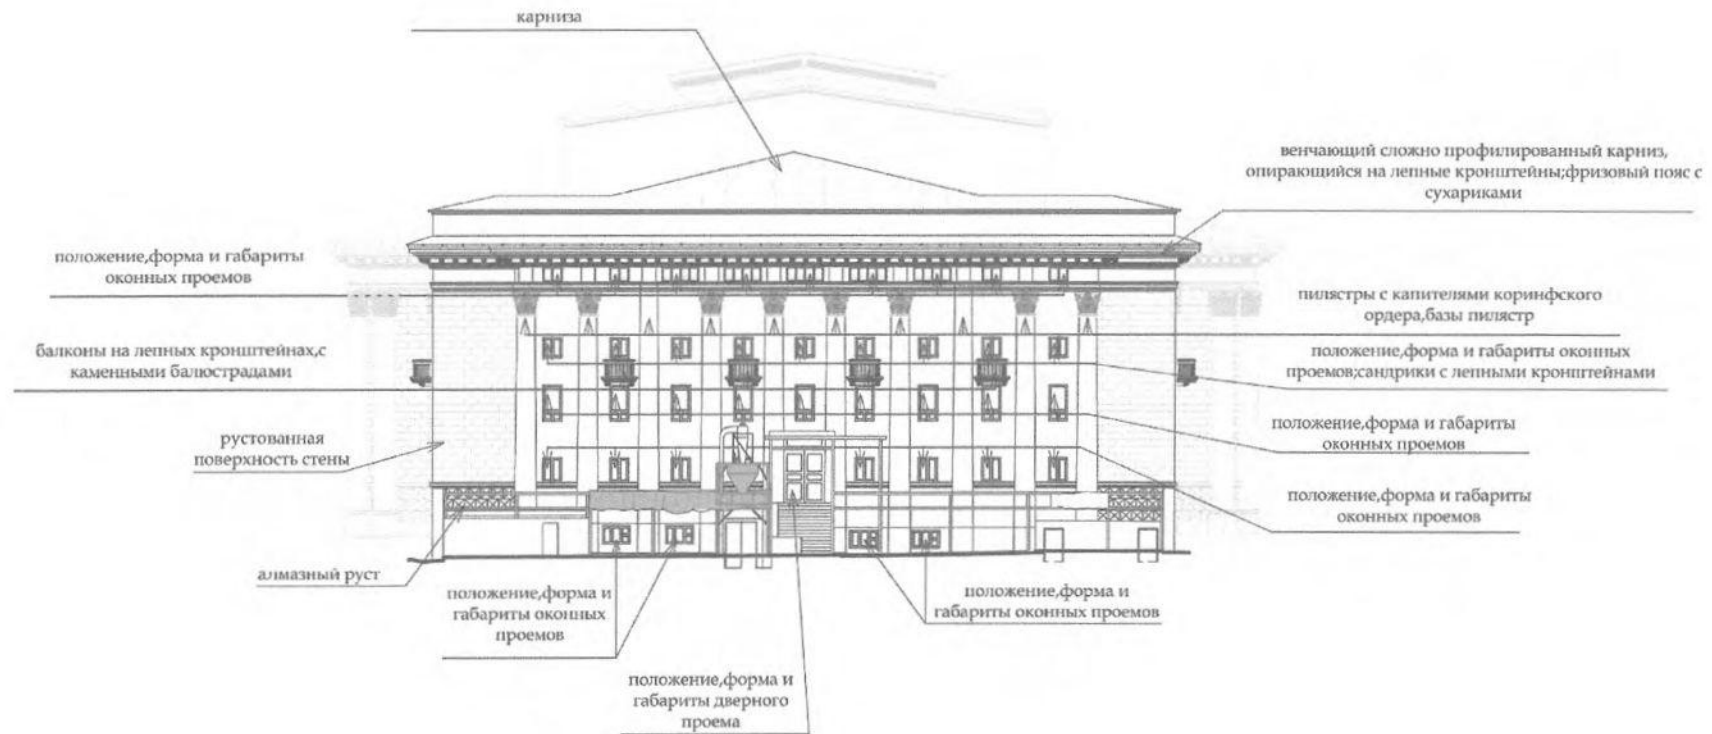 карниза
венчающий сложно профилированный карниз,
опирающийся на лепные кронштейны;фризовый пояс с
сухариками
положение,форма и габариты
оконных проемов
пилястры с капителями коринфского
ордера,базы пилястр
балконы на лепных кронштейнах,с
каменными балюстрадами
положение,форма и габариты оконных
проемов;сандрики с лепными кронштейнами
рустованная
поверхность стены
положение,форма и габариты
оконных проемов
положение,форма и габариты
оконных проемов
алмазный руст
положение,форма и
габариты оконных
проемов
положение,форма и
габариты оконных проемов
положение,форма и
габариты дверного
проема